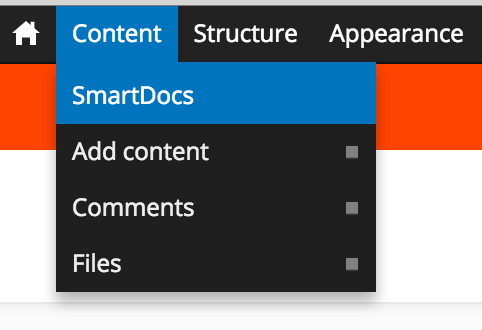 Content Structure Appearance
SmartDocs
Add content
Comments
Files